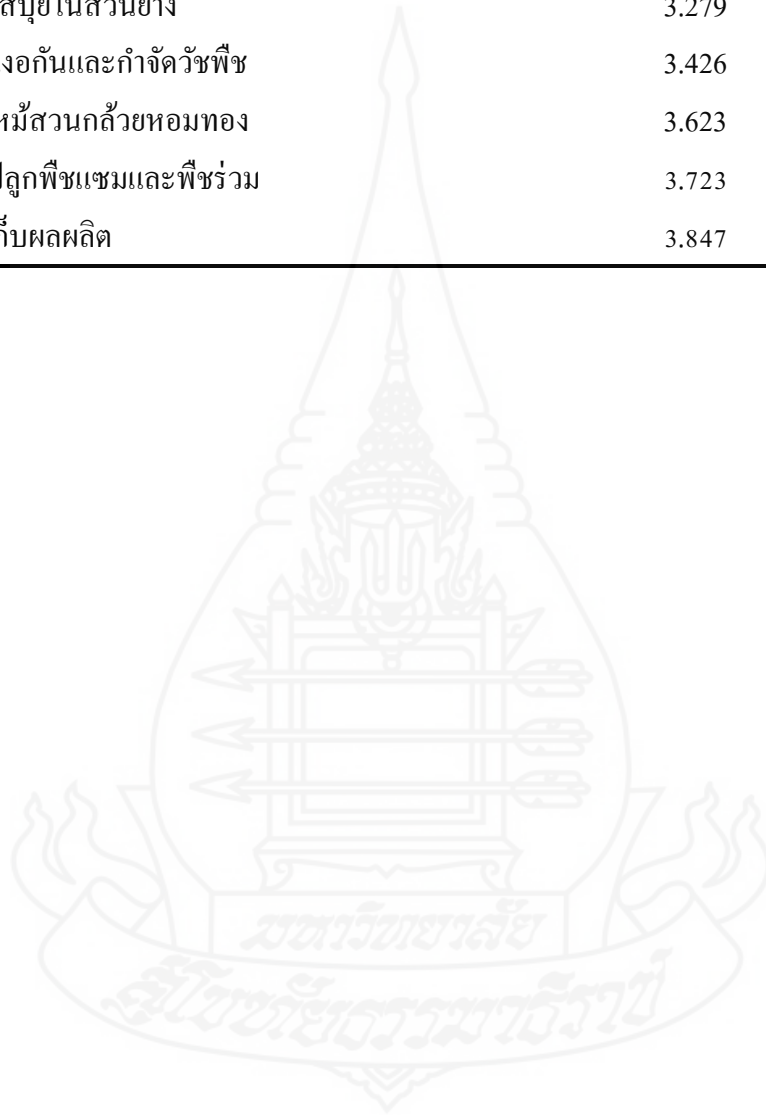 สปุ๋ยในสวนยาง 3.279
งอกันและกำจัดวัชพืช 3.426
หม้สวนกล้วยหอมทอง 3.623
ลูกพืชแซมและพืชร่วม 3.723
ก็บผลผลิต 3.847
มหาวิทยาลัย
สุโขทัยธรรมาธิราช